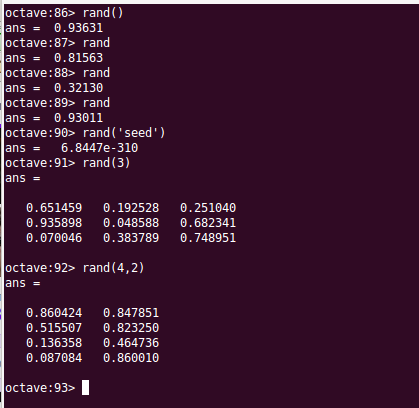 octave:86> rand()
ans =  0.93631
octave:87> rand
ans =  0.81563
octave:88> rand
ans =  0.32130
octave:89> rand
ans =  0.93011
octave:90> rand('seed')
ans =   6.8447e-310
octave:91> rand(3)
ans =
0.651459   0.192528   0.251040
0.935898   0.048588   0.682341
0.070046   0.383789   0.748951
octave:92> rand(4,2)
ans =
0.860424   0.847851
0.515507   0.823250
0.136358   0.464736
0.087084   0.860010
octave:93>